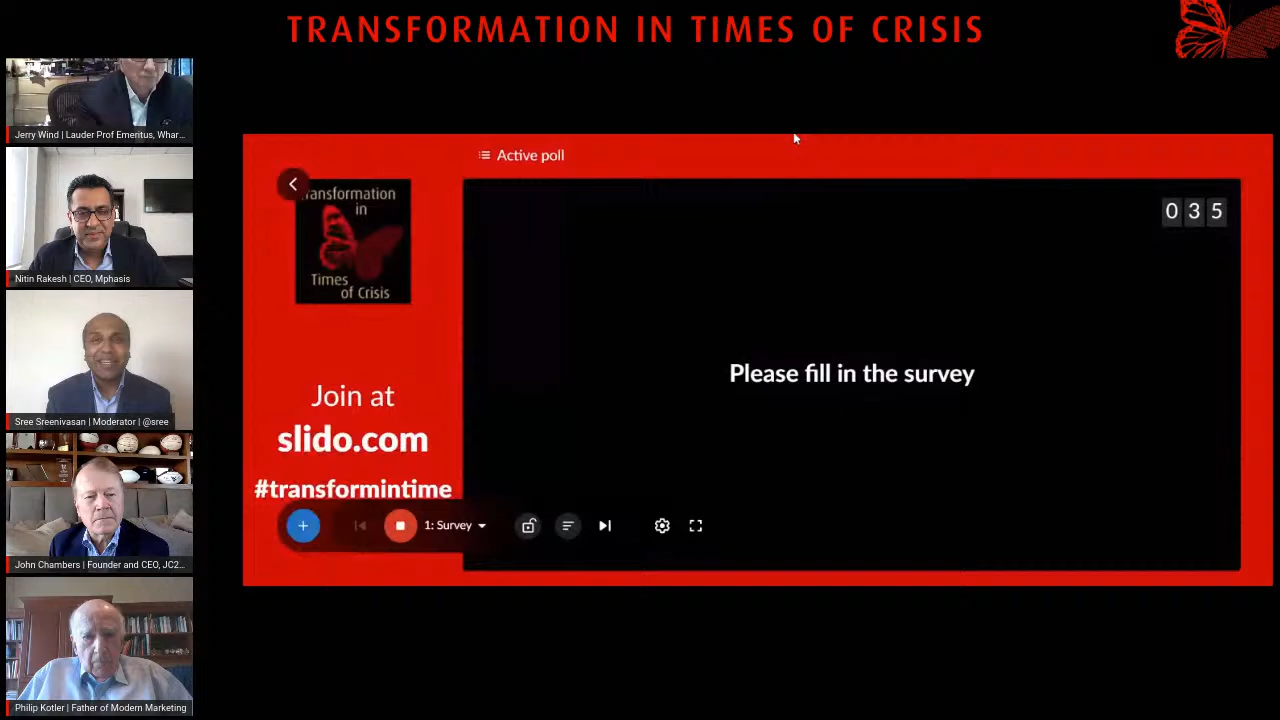 TRANSFORMATION IN TIMES OF CRISIS
Jerry Wind | Lauder Prof Emeritus, Whar...
Nitin Rakesh | CEO, Mphasis
Sree Sreenivasan | Moderator | @sree
John Chambers | Founder and CEO, JC2...
Philip Kotler | Father of Modern Marketing
Active poll
ransformation
in
Times
of Crisis
035
Please fill in the survey
Join at
slido.com
#transformintime
1: Survey